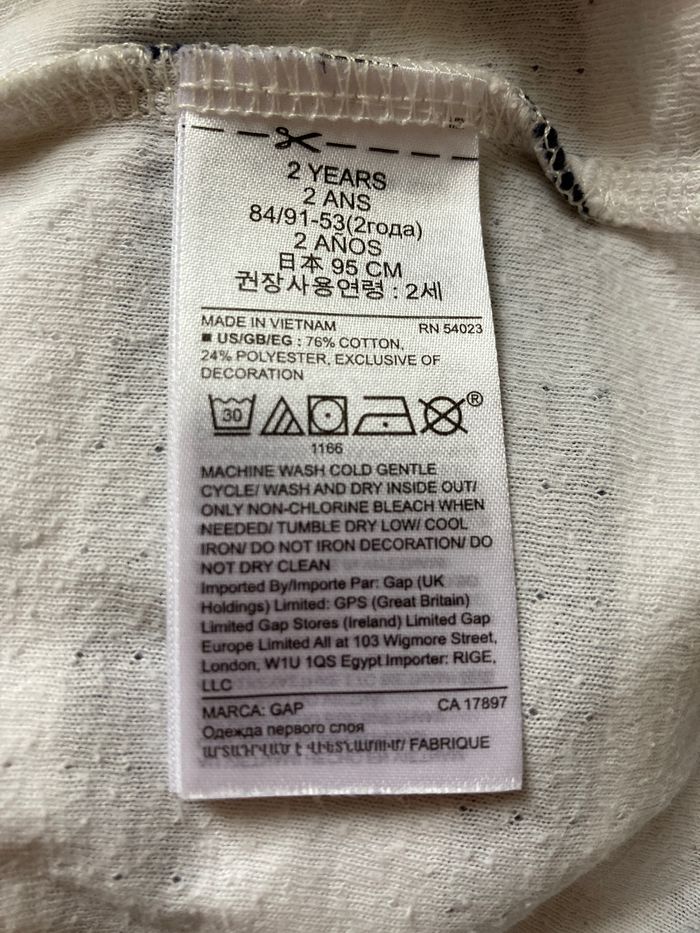 2 YEARS
2 ANS
84/91-53(2года)
2 AÑOS
日本 95 CM
권장사용연령 : 2세
MADE IN VIETNAM RN 54023
■ US/GB/EG : 76% COTTON,
24% POLYESTER, EXCLUSIVE OF
DECORATION
30 ®
1166
MACHINE WASH COLD GENTLE
CYCLE/ WASH AND DRY INSIDE OUT/
ONLY NON-CHLORINE BLEACH WHEN
NEEDED/ TUMBLE DRY LOW/ COOL
IRON/ DO NOT IRON DECORATION/ DO
NOT DRY CLEAN
Imported By/Importe Par: Gap (UK
Holdings) Limited: GPS (Great Britain)
Limited Gap Stores (Ireland) Limited Gap
Europe Limited All at 103 Wigmore Street,
London, W1U 1QS Egypt Importer: RIGE,
LLC
MARCA: GAP CA 17897
Одежда первого слоя
ԱՐՏԱԴՐՎԱԾ Է ՎԻԵՏՆԱՄՈՒՄ/ FABRIQUE